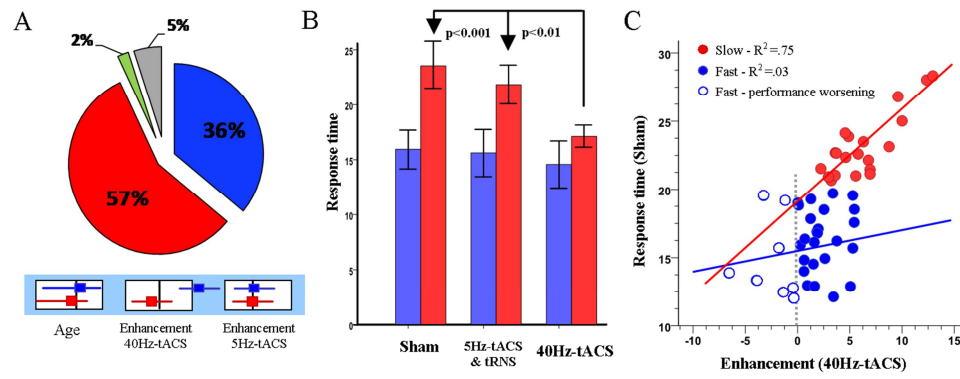 A
2%
5%
36%
57%
Age
Enhancement
40Hz-tACS
Enhancement
5Hz-tACS
B
p<0.001
p<0.01
Response time
25
20
15
10
5
0
Sham
5Hz-tACS
& tRNS
40Hz-tACS
C
Slow - R²=.75
Fast - R²=.03
Fast - performance worsening
Response time (Sham)
30
25
20
15
10
-10
-5
0
5
10
15
Enhancement (40Hz-tACS)